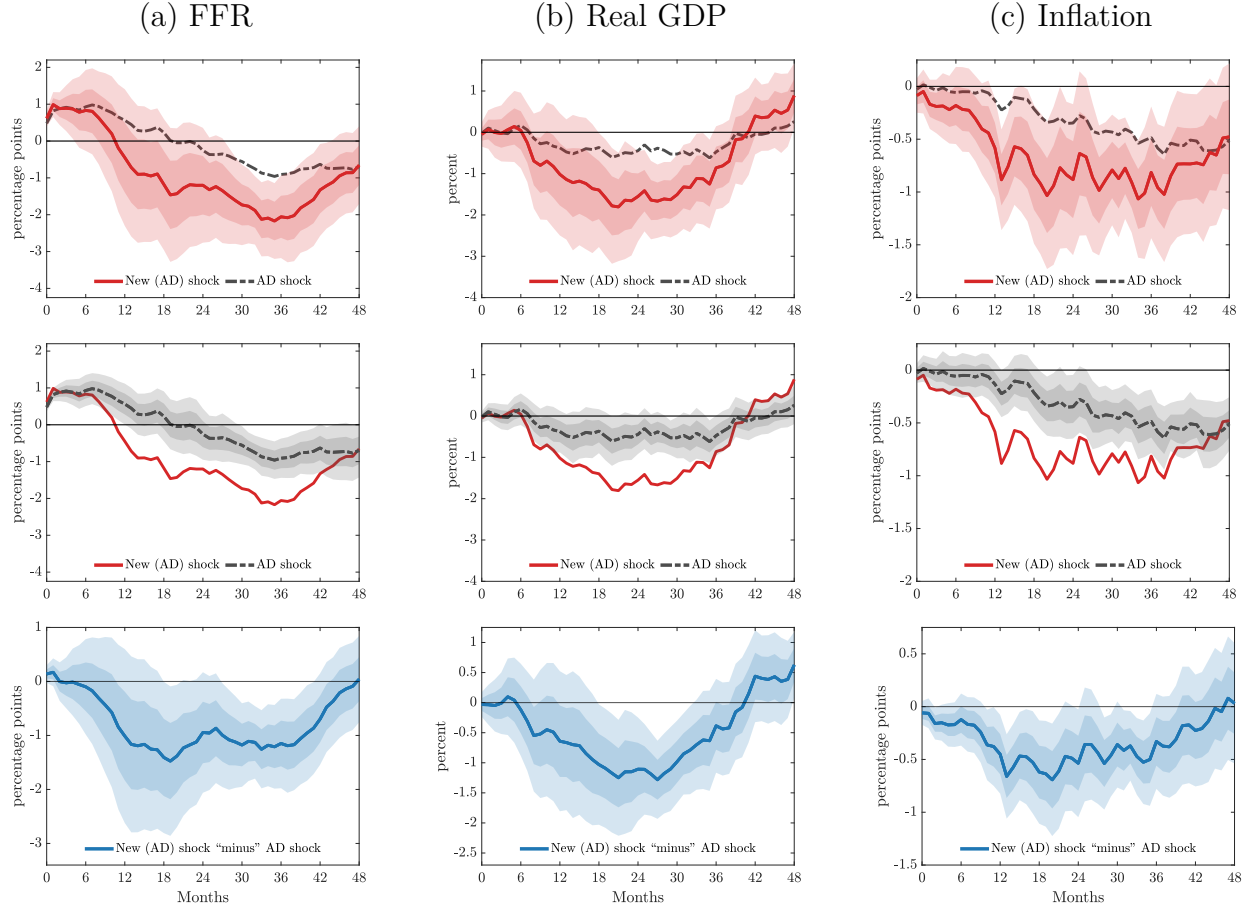 (a) FFR
(b) Real GDP
(c) Inflation
percentage points
2
1
0
-1
-2
-3
-4
0 6 12 18 24 30 36 42 48
New (AD) shock AD shock
percent
2
1
0
-1
-2
-3
-4
0 6 12 18 24 30 36 42 48
New (AD) shock AD shock
percentage points
0
-0.5
-1
-1.5
-2
0 6 12 18 24 30 36 42 48
New (AD) shock AD shock
percentage points
2
1
0
-1
-2
-3
-4
0 6 12 18 24 30 36 42 48
New (AD) shock AD shock
percent
2
1
0
-1
-2
-3
-4
0 6 12 18 24 30 36 42 48
New (AD) shock AD shock
percentage points
0
-0.5
-1
-1.5
-2
0 6 12 18 24 30 36 42 48
New (AD) shock AD shock
percentage points
1
0
-1
-2
-3
0 6 12 18 24 30 36 42 48
New (AD) shock “minus” AD shock
Months
percent
1
0.5
0
-0.5
-1
-1.5
-2
-2.5
0 6 12 18 24 30 36 42 48
New (AD) shock “minus” AD shock
Months
percentage points
0.5
0
-0.5
-1
-1.5
0 6 12 18 24 30 36 42 48
New (AD) shock “minus” AD shock
Months